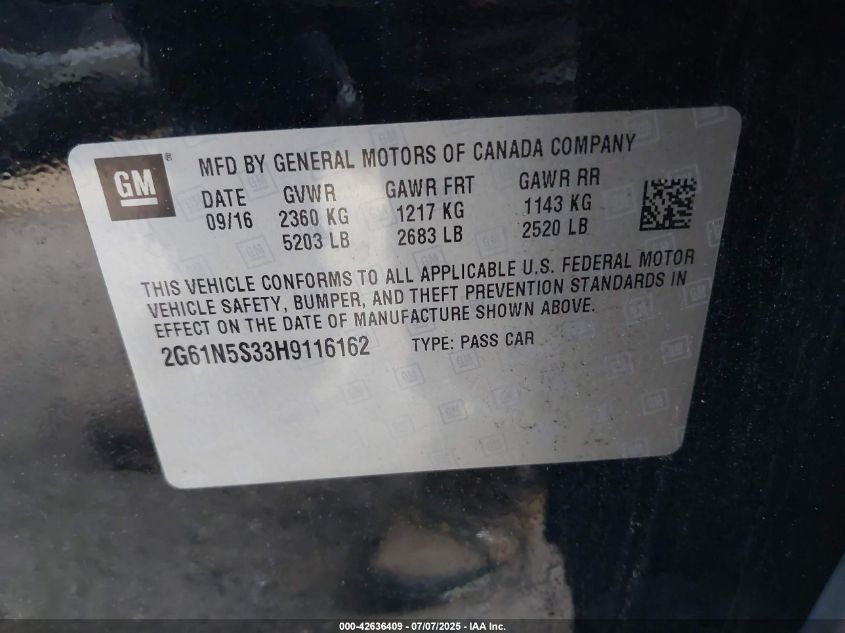 GM ®
MFD BY GENERAL MOTORS OF CANADA COMPANY
DATE GVWR GAWR FRT GAWR RR
09/16 2360 KG 1217 KG 1143 KG
5203 LB 2683 LB 2520 LB
THIS VEHICLE CONFORMS TO ALL APPLICABLE U.S. FEDERAL MOTOR
VEHICLE SAFETY, BUMPER, AND THEFT PREVENTION STANDARDS IN
EFFECT ON THE DATE OF MANUFACTURE SHOWN ABOVE.
2G61N5S33H9116162 TYPE: PASS CAR
000-42636409 - 07/07/2025 - IAA Inc.